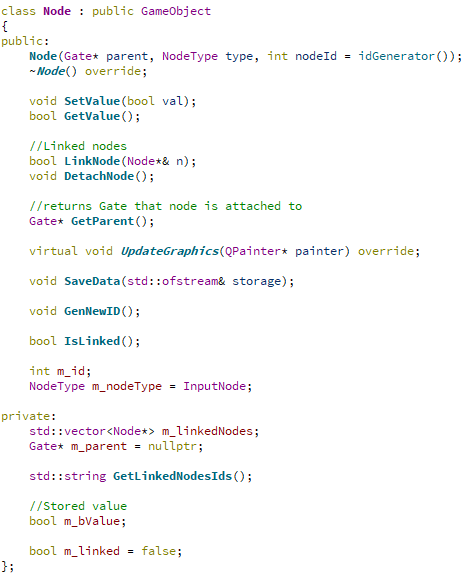 class Node : public GameObject
{
public:
    Node(Gate* parent, NodeType type, int nodeId = idGenerator());
    ~Node() override;

    void SetValue(bool val);
    bool GetValue();

    //Linked nodes
    bool LinkNode(Node*& n);
    void DetachNode();

    //returns Gate that node is attached to
    Gate* GetParent();

    virtual void UpdateGraphics(QPainter* painter) override;

    void SaveData(std::ofstream& storage);

    void GenNewID();

    bool IsLinked();

    int m_id;
    NodeType m_nodeType = InputNode;

private:
    std::vector<Node*> m_linkedNodes;
    Gate* m_parent = nullptr;

    std::string GetLinkedNodesIds();

    //Stored value
    bool m_bValue;

    bool m_linked = false;
};